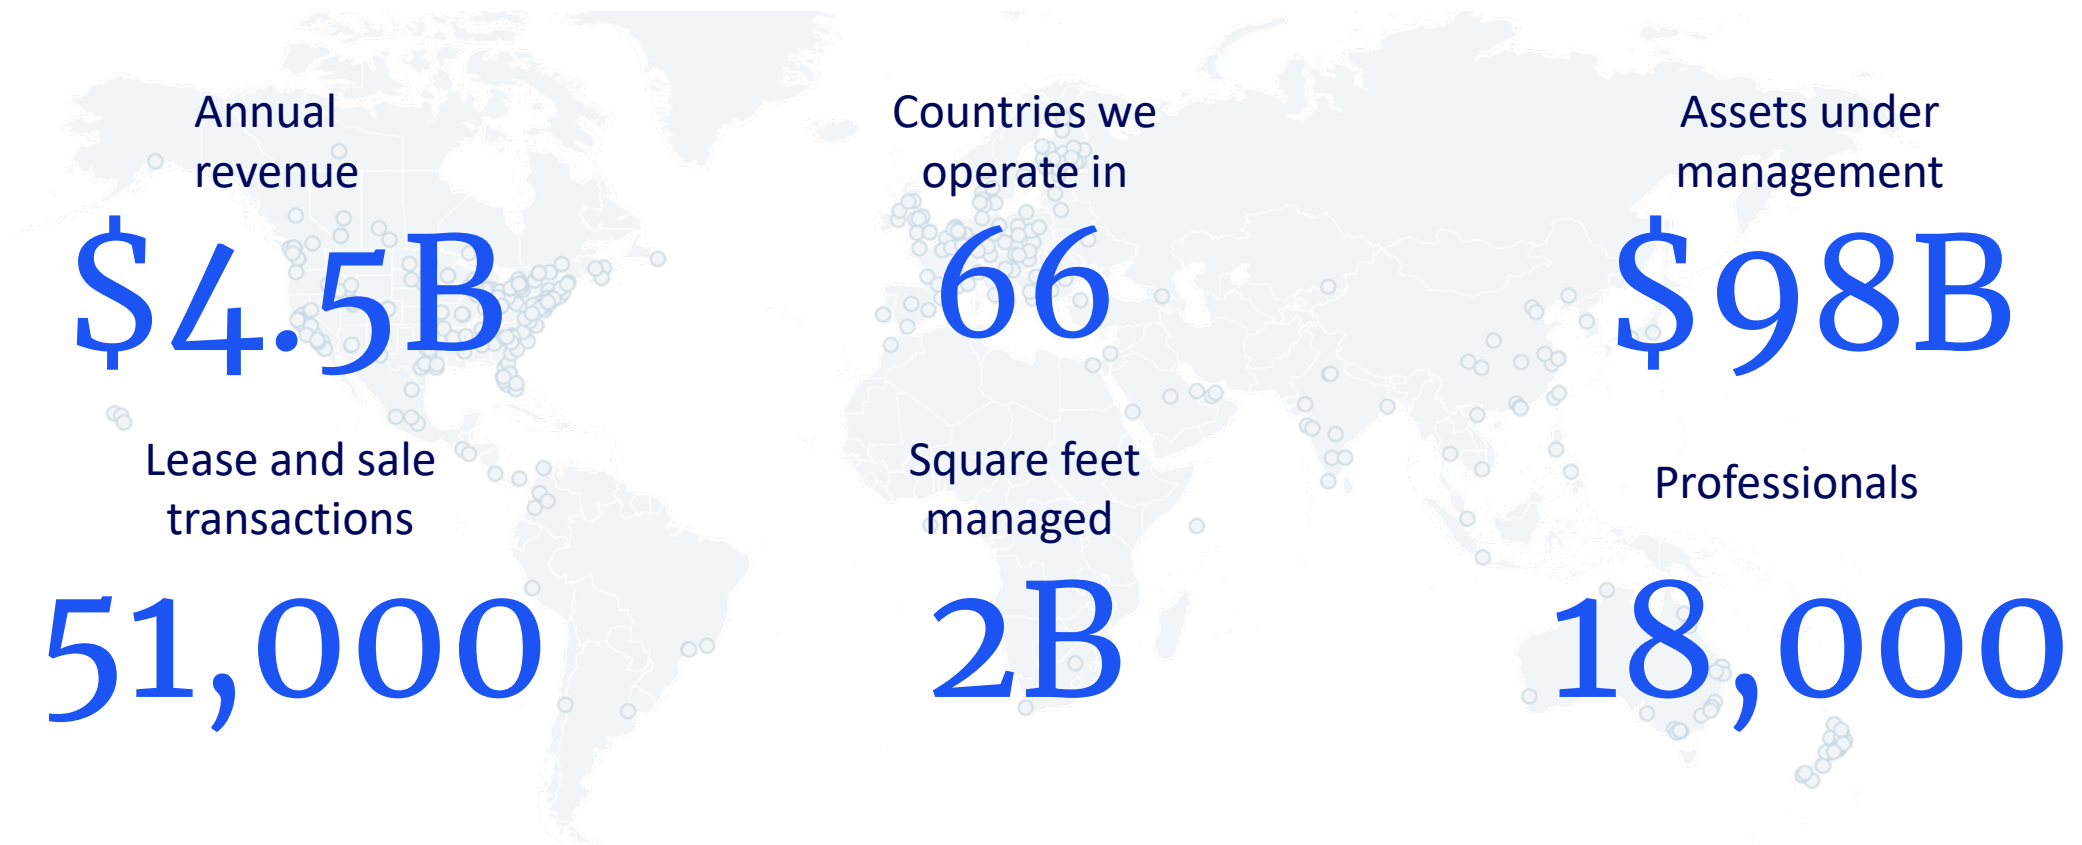 Annual
revenue
$4.5B
Countries we
operate in
66
Assets under
management
$98B
Lease and sale
transactions
51,000
Square feet
managed
2B
Professionals
18,000